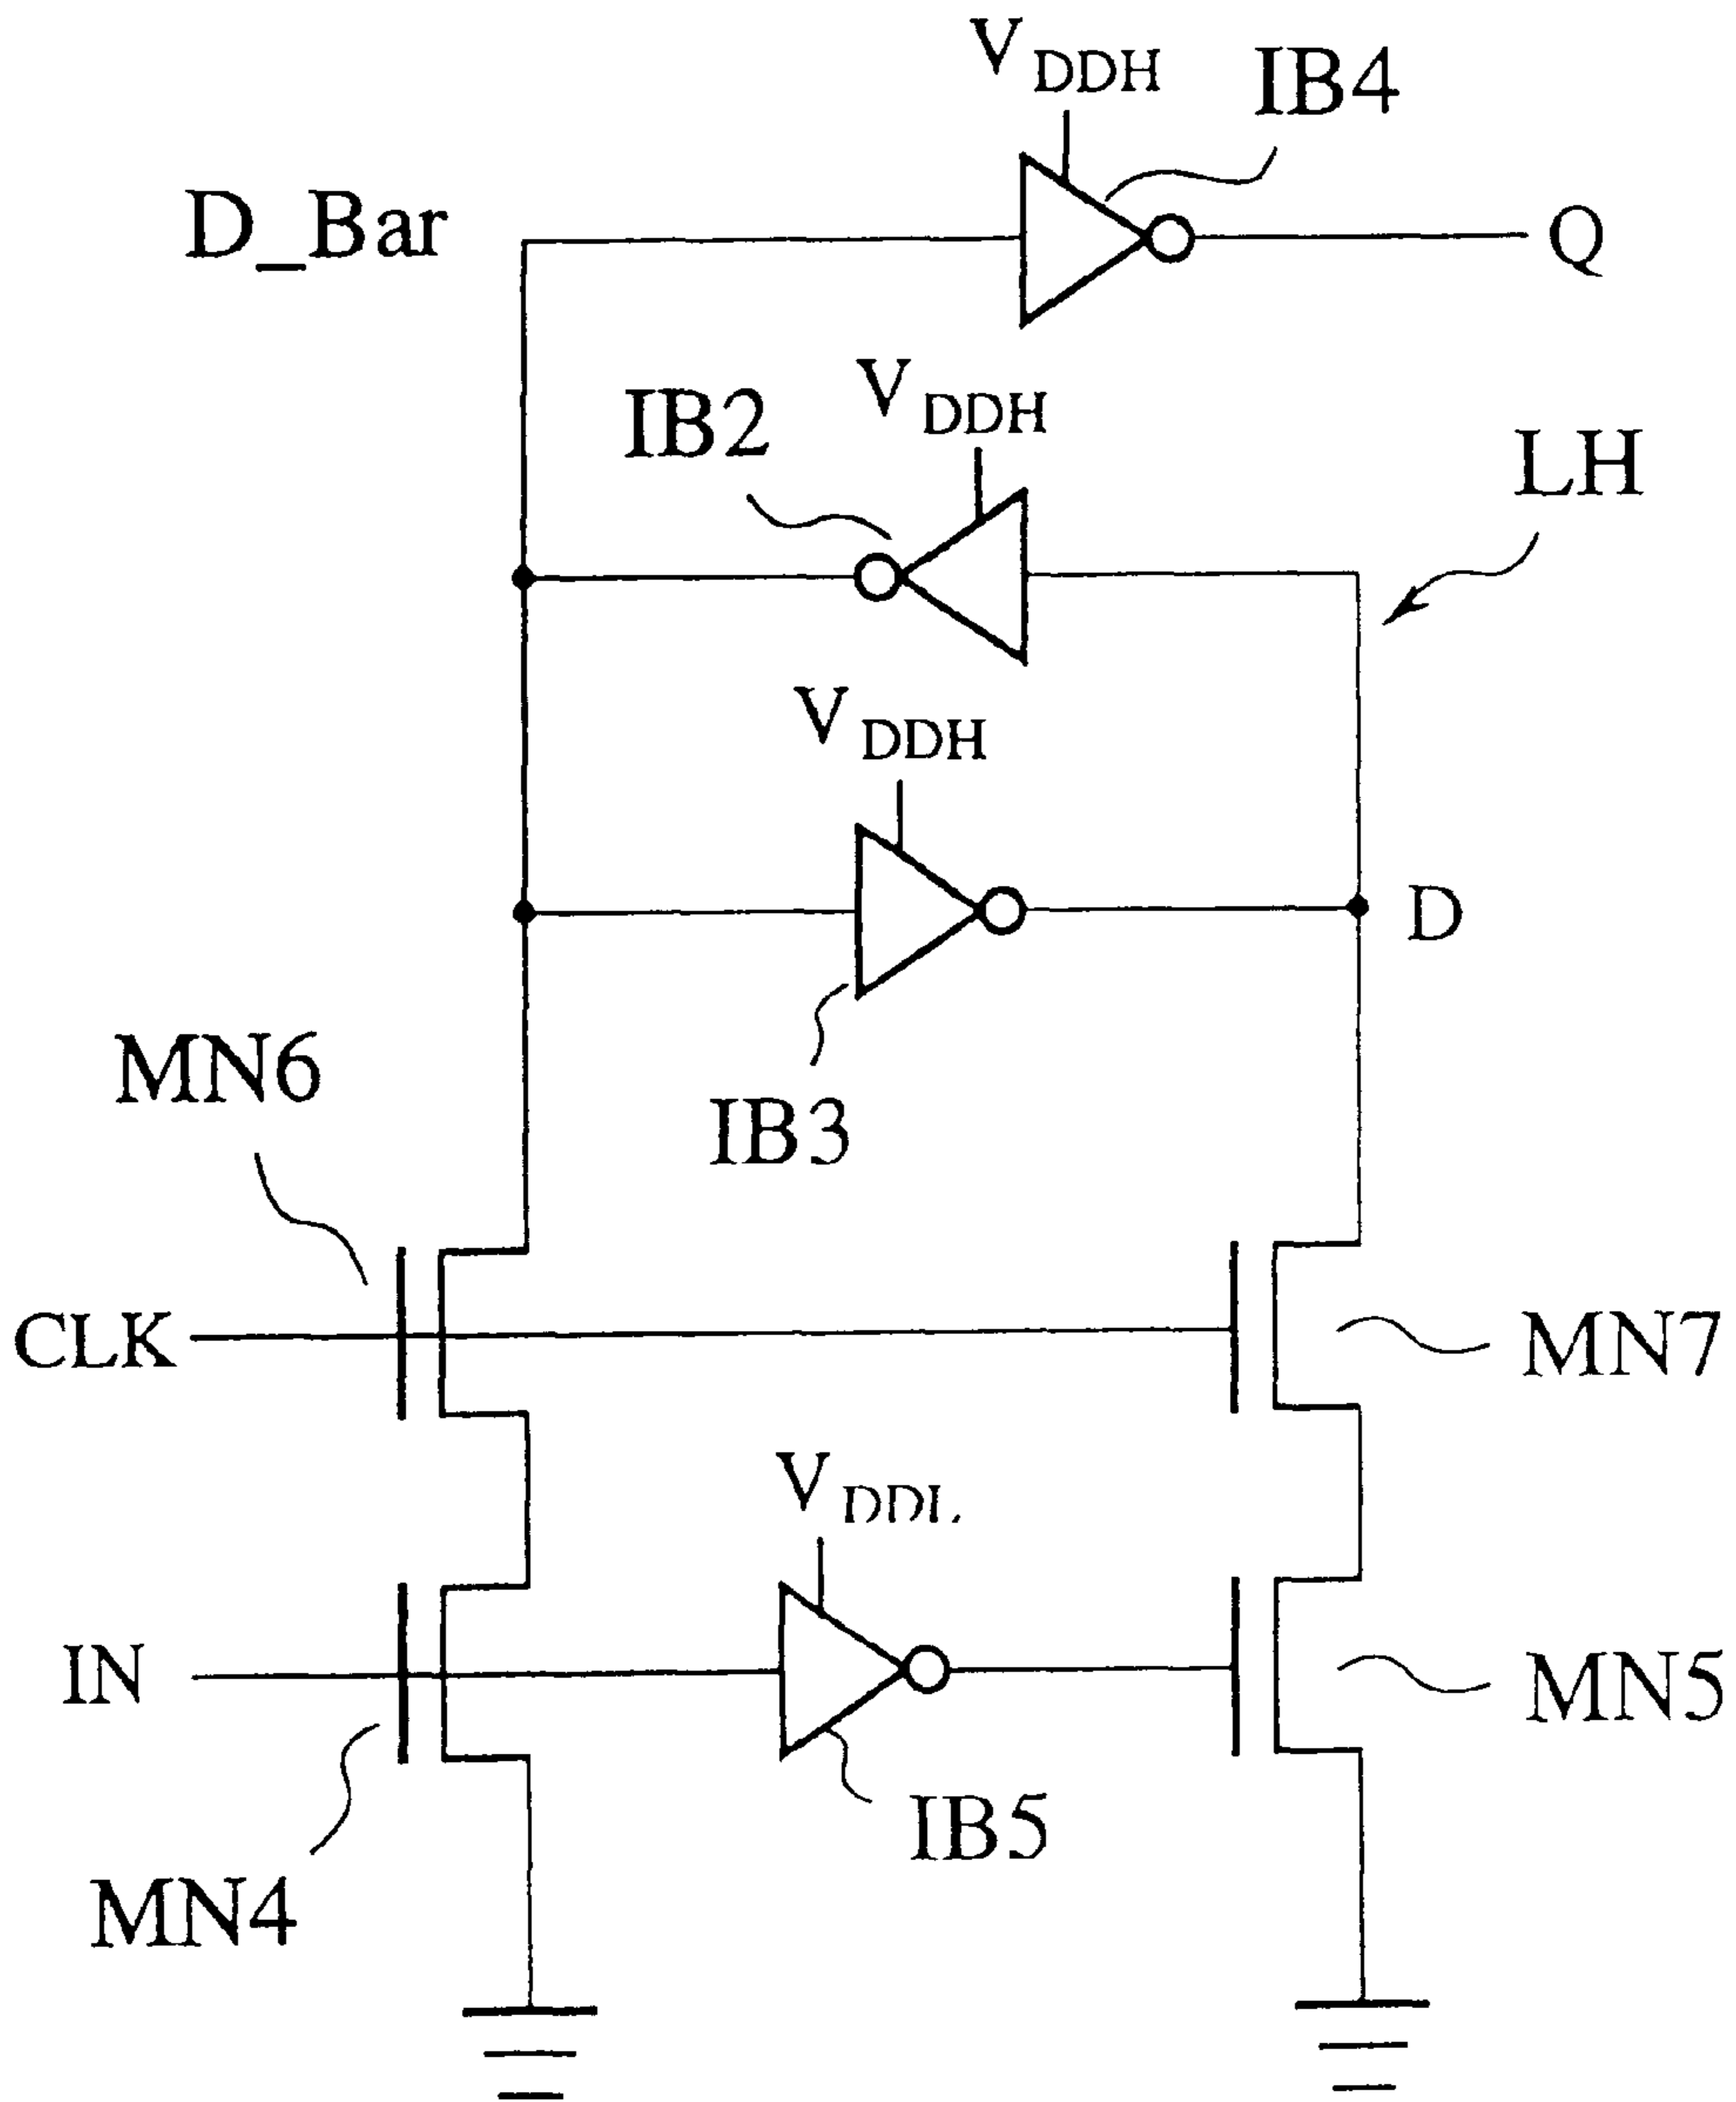 VDDH
IB4
D_Bar
Q
VDDH
IB2
LH
VDDH
D
MN6
IB3
CLK
MN7
VDDL
IN
MN5
IB5
MN4